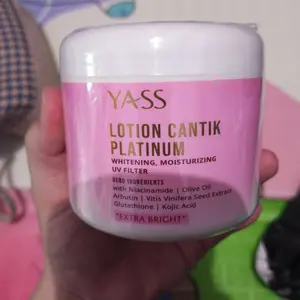 YASS
LOTION CANTIK
PLATINUM
WHITENING, MOISTURIZING
UV FILTER
HERO INGREDIENTS
with Niacinamide | Olive Oil
Arbutin | Vitis Vinifera Seed Extract
Glutathione | Kojic Acid
"EXTRA BRIGHT"